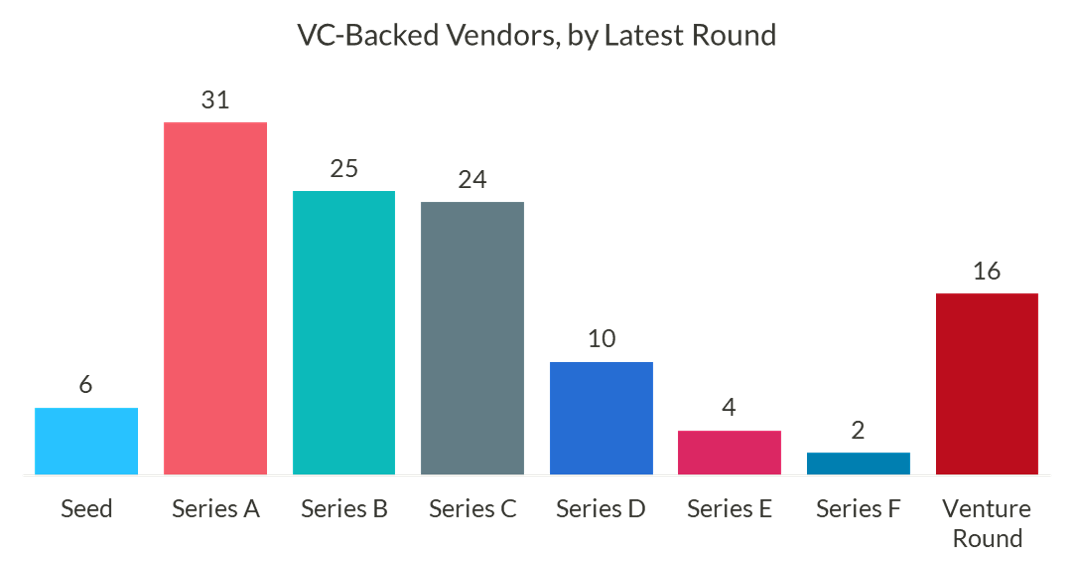 VC-Backed Vendors, by Latest Round
31
25
24
16
10
6
4
2
Seed
Series A
Series B
Series C
Series D
Series E
Series F
Venture
Round